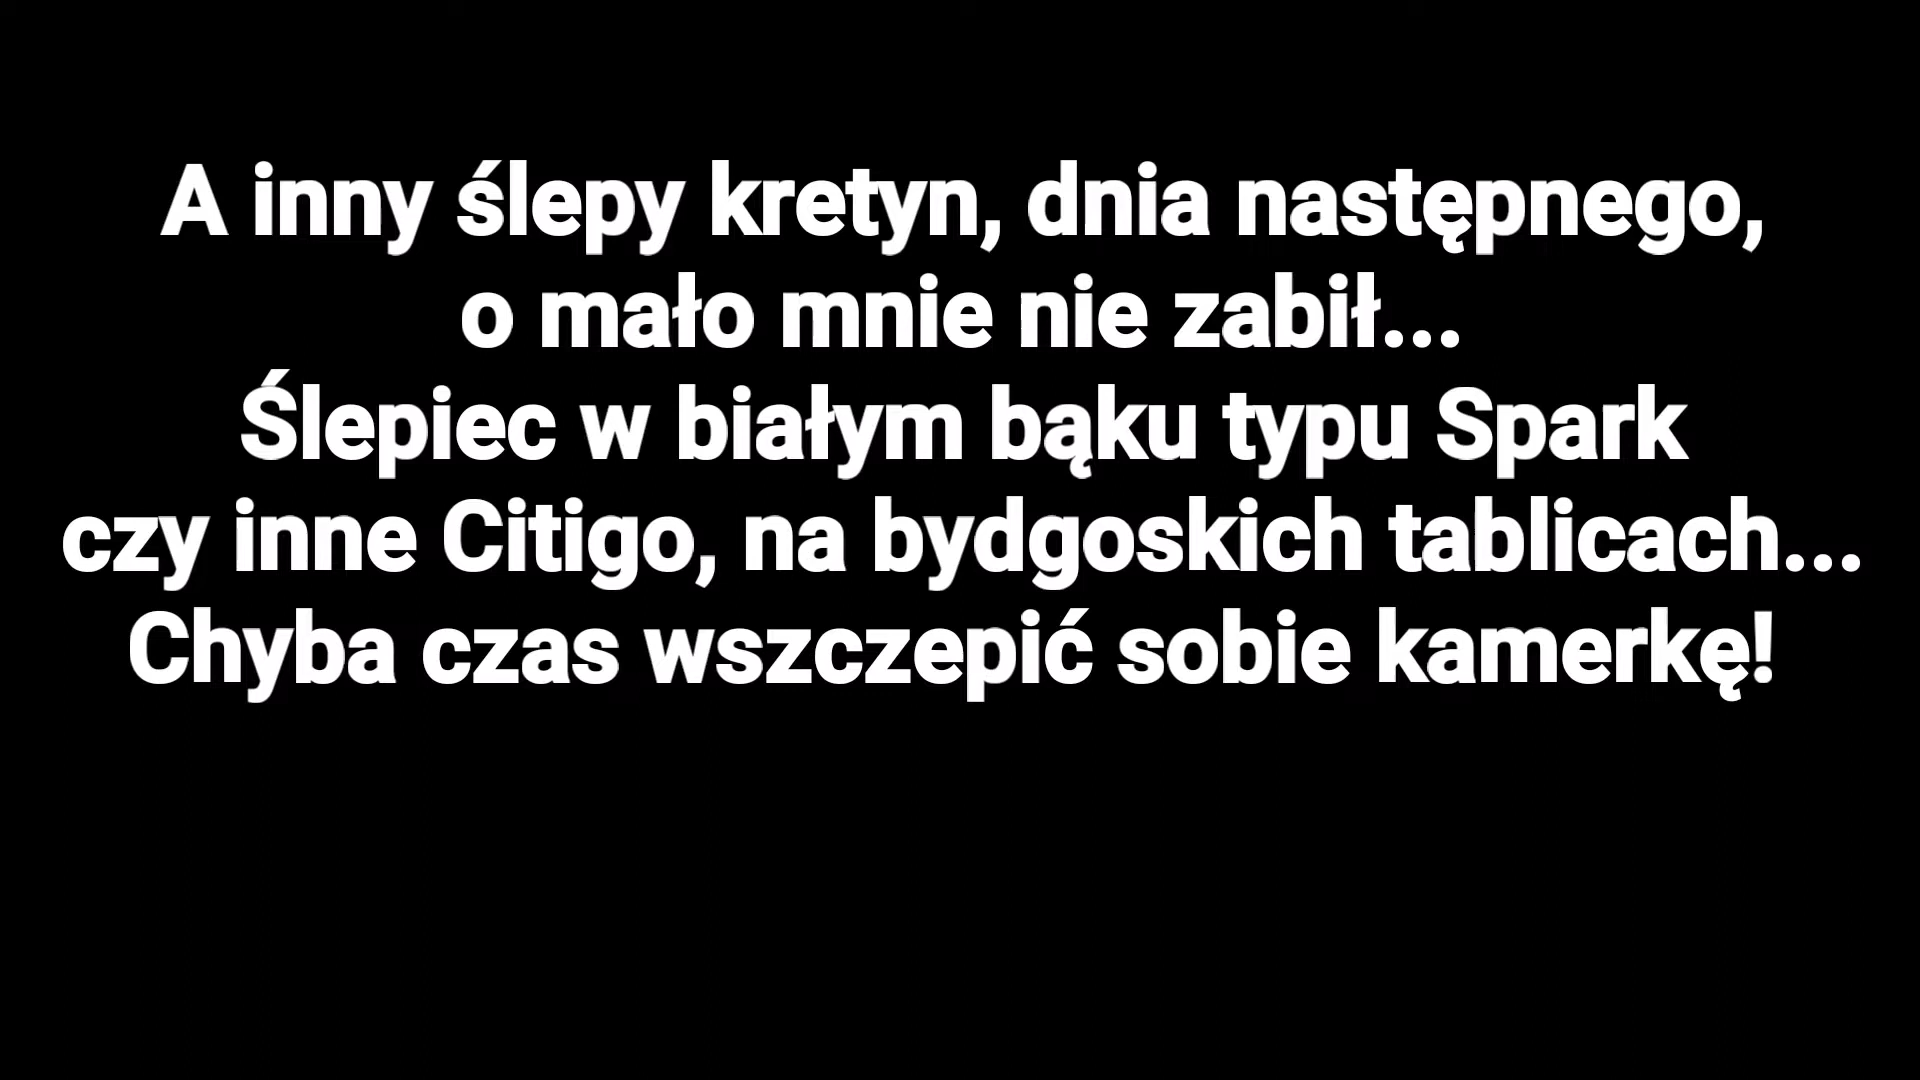 A inny ślepy kretyn, dnia następnego,
o mało mnie nie zabił...
Ślepiec w białym bąku typu Spark
czy inne Citigo, na bydgoskich tablicach...
Chyba czas wszczepić sobie kamerkę!